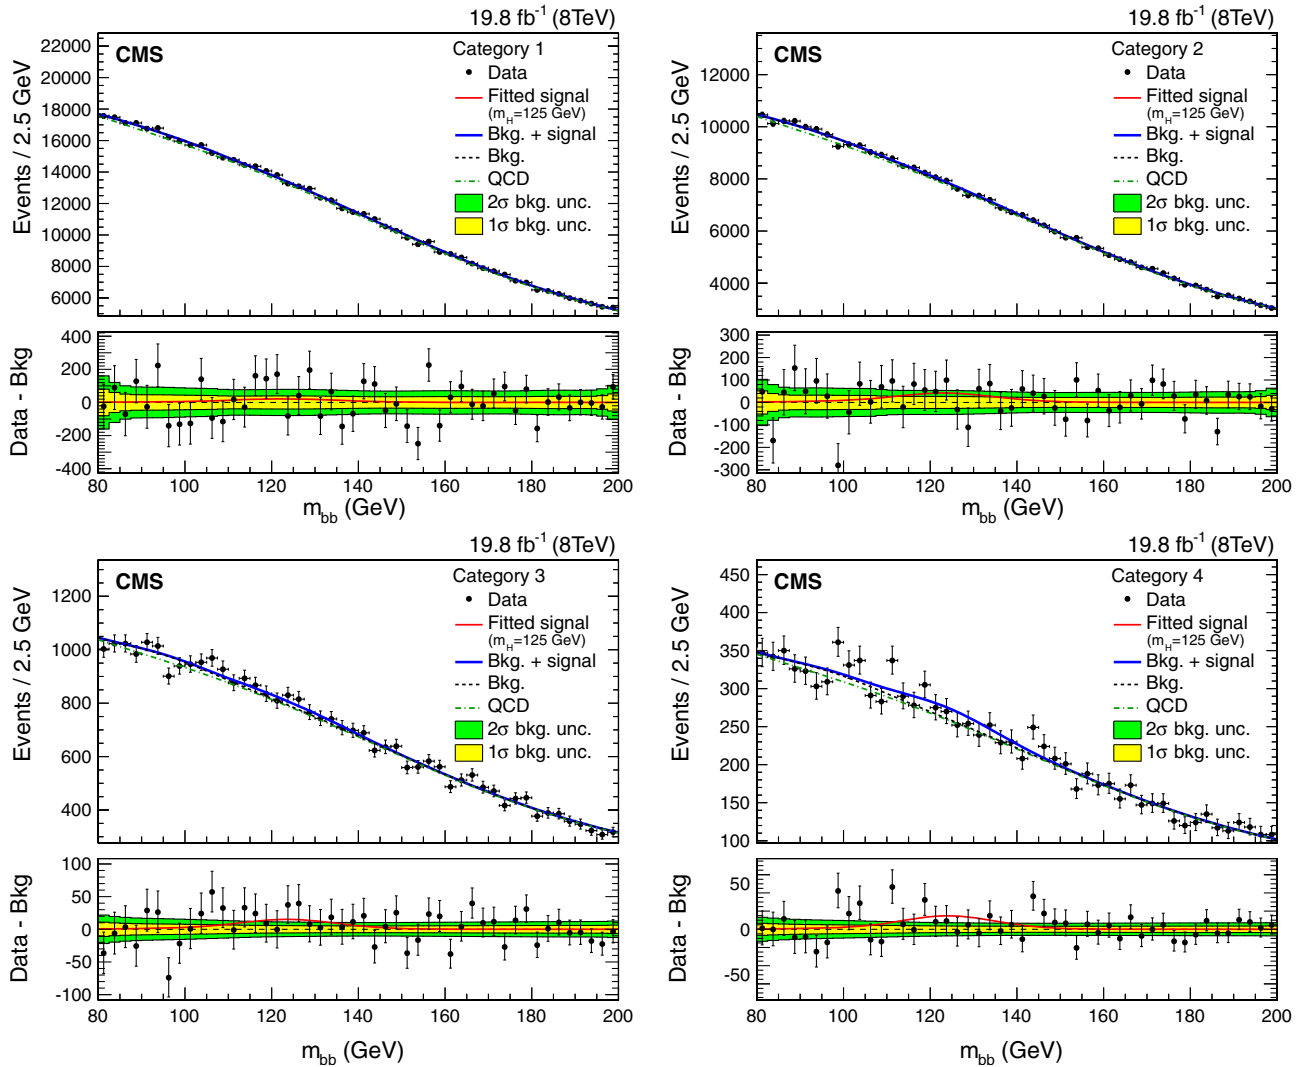 19.8 fb⁻¹ (8TeV)
CMS
Category 1
Data
Fitted signal
(m_H=125 GeV)
Bkg. + signal
Bkg.
QCD
2σ bkg. unc.
1σ bkg. unc.
Events / 2.5 GeV
22000
20000
18000
16000
14000
12000
10000
8000
6000
Data - Bkg
400
200
0
-200
-400
80 100 120 140 160 180 200
m_bb (GeV)
19.8 fb⁻¹ (8TeV)
CMS
Category 2
Data
Fitted signal
(m_H=125 GeV)
Bkg. + signal
Bkg.
QCD
2σ bkg. unc.
1σ bkg. unc.
Events / 2.5 GeV
12000
10000
8000
6000
4000
Data - Bkg
300
200
100
0
-100
-200
-300
80 100 120 140 160 180 200
m_bb (GeV)
19.8 fb⁻¹ (8TeV)
CMS
Category 3
Data
Fitted signal
(m_H=125 GeV)
Bkg. + signal
Bkg.
QCD
2σ bkg. unc.
1σ bkg. unc.
Events / 2.5 GeV
1200
1000
800
600
400
Data - Bkg
100
50
0
-50
-100
80 100 120 140 160 180 200
m_bb (GeV)
19.8 fb⁻¹ (8TeV)
CMS
Category 4
Data
Fitted signal
(m_H=125 GeV)
Bkg. + signal
Bkg.
QCD
2σ bkg. unc.
1σ bkg. unc.
Events / 2.5 GeV
450
400
350
300
250
200
150
100
Data - Bkg
50
0
-50
80 100 120 140 160 180 200
m_bb (GeV)